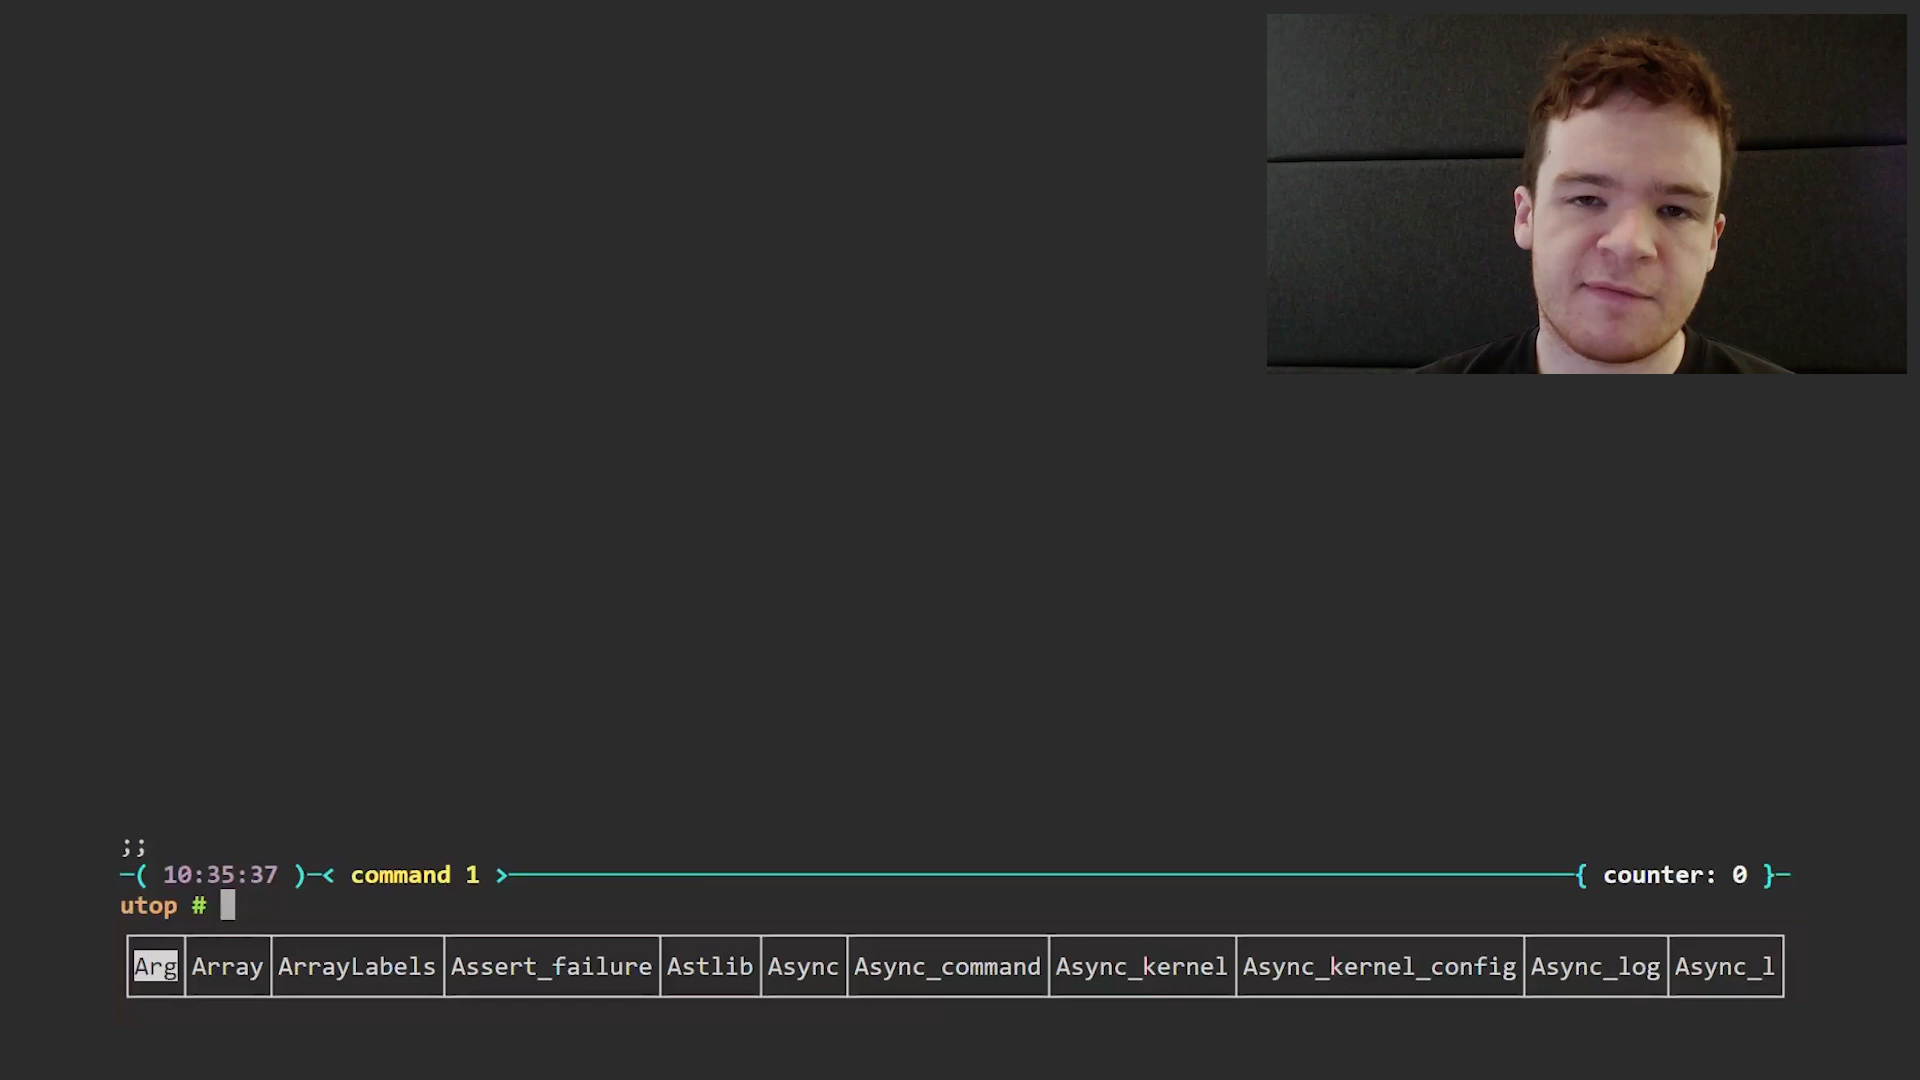 ;;
─( 10:35:37 )─< command 1 >───{ counter: 0 }─
utop #
Arg Array ArrayLabels Assert_failure Astlib Async Async_command Async_kernel Async_kernel_config Async_log Async_l